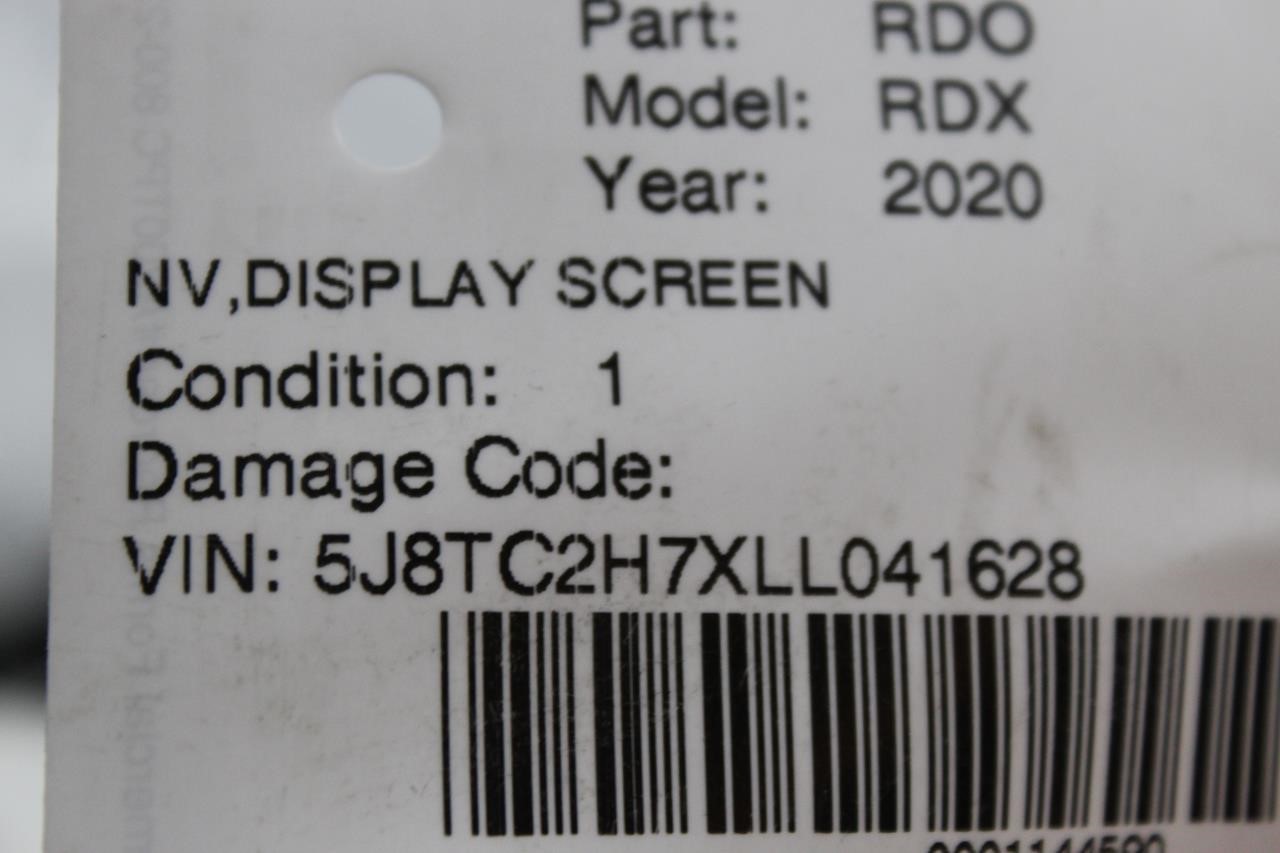 Part: RDO
Model: RDX
Year: 2020
NV,DISPLAY SCREEN
Condition: 1
Damage Code:
VIN: 5J8TC2H7XLL041628